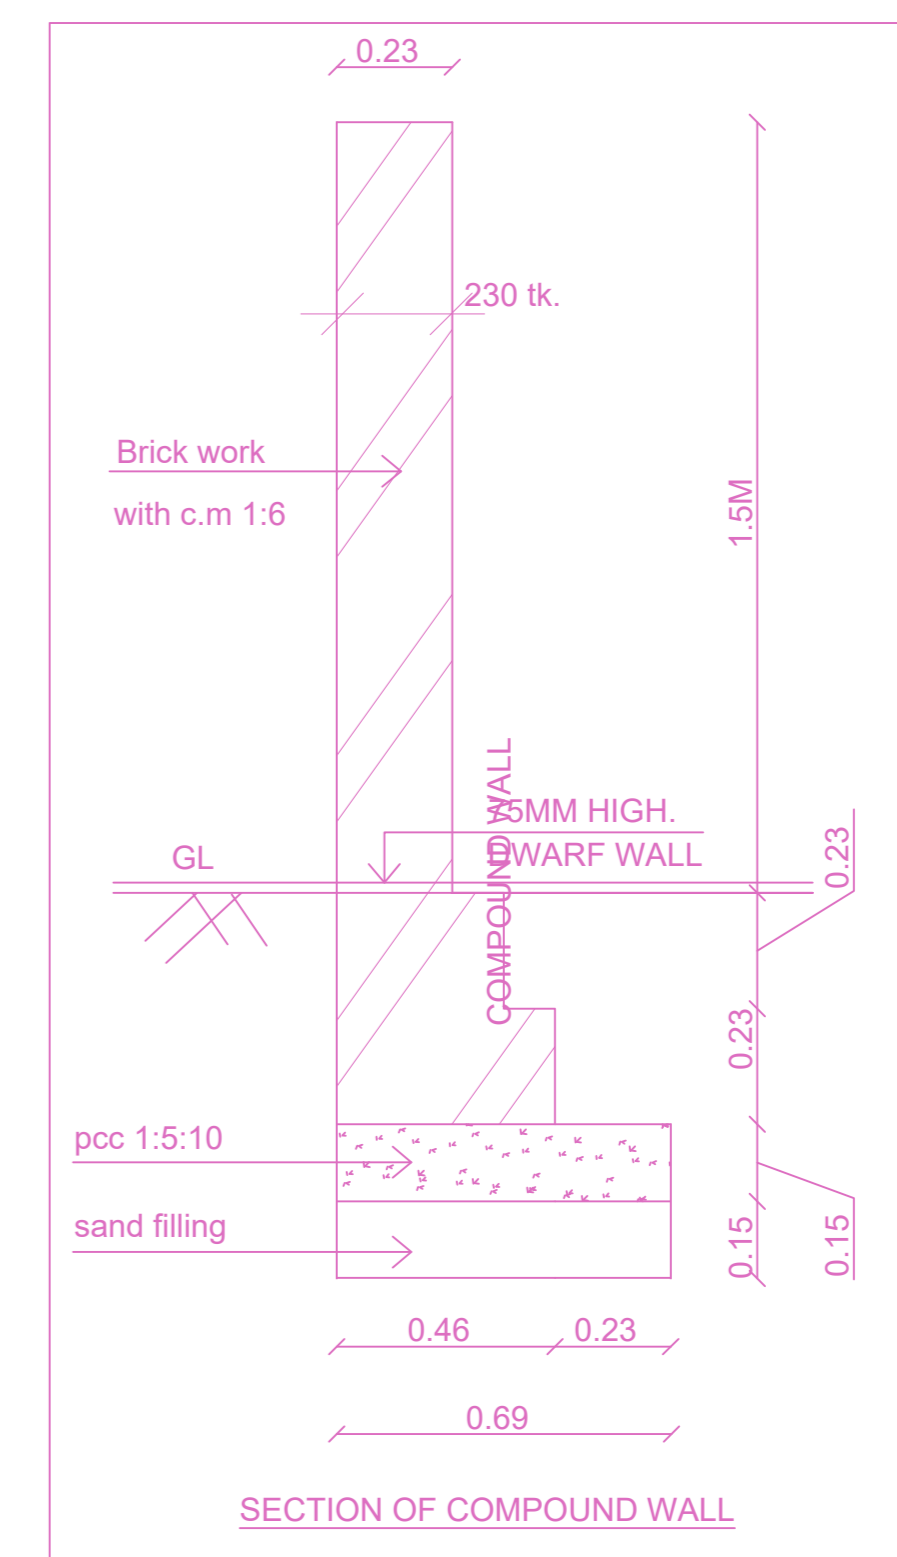 0.23
230 tk.
Brick work
with c.m 1:6
1.5M
COMPOUND WALL
75MM HIGH.
DWARF WALL
GL
0.23
0.23
pcc 1:5:10
sand filling
0.15
0.15
0.46
0.23
0.69
SECTION OF COMPOUND WALL